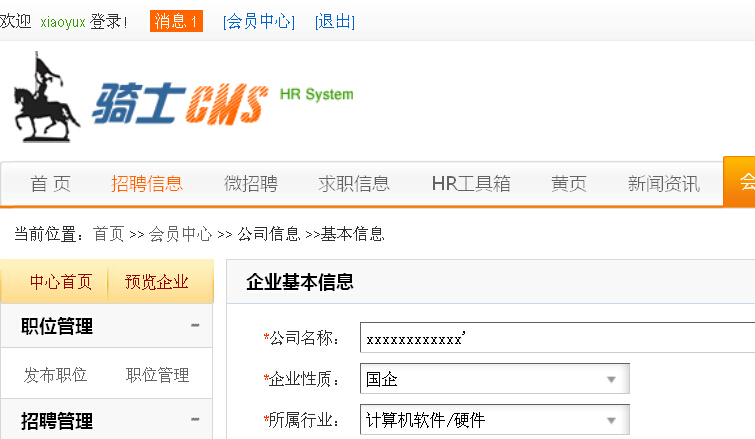 欢迎 xiaoyux 登录! 消息 1 [会员中心] [退出]
骑士CMS HR System
首 页 招聘信息 微招聘 求职信息 HR工具箱 黄页 新闻资讯 会
当前位置：首页 >> 会员中心 >> 公司信息 >>基本信息
中心首页 预览企业
企业基本信息
职位管理
*公司名称： xxxxxxxxxxxx'
发布职位 职位管理
*企业性质： 国企
招聘管理
*所属行业： 计算机软件/硬件